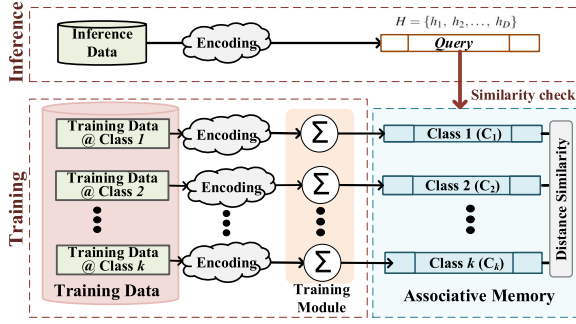 Inference
Inference
Data
Encoding
H = {h₁, h₂,..., h_D}
Query
Similarity check
Training
Training Data
@ Class 1
Encoding
Σ
Class 1 (C₁)
Training Data
@ Class 2
Encoding
Σ
Class 2 (C₂)
Training Data
@ Class k
Encoding
Σ
Class k (Cₖ)
Distance Similarity
Training Data
Training
Module
Associative Memory